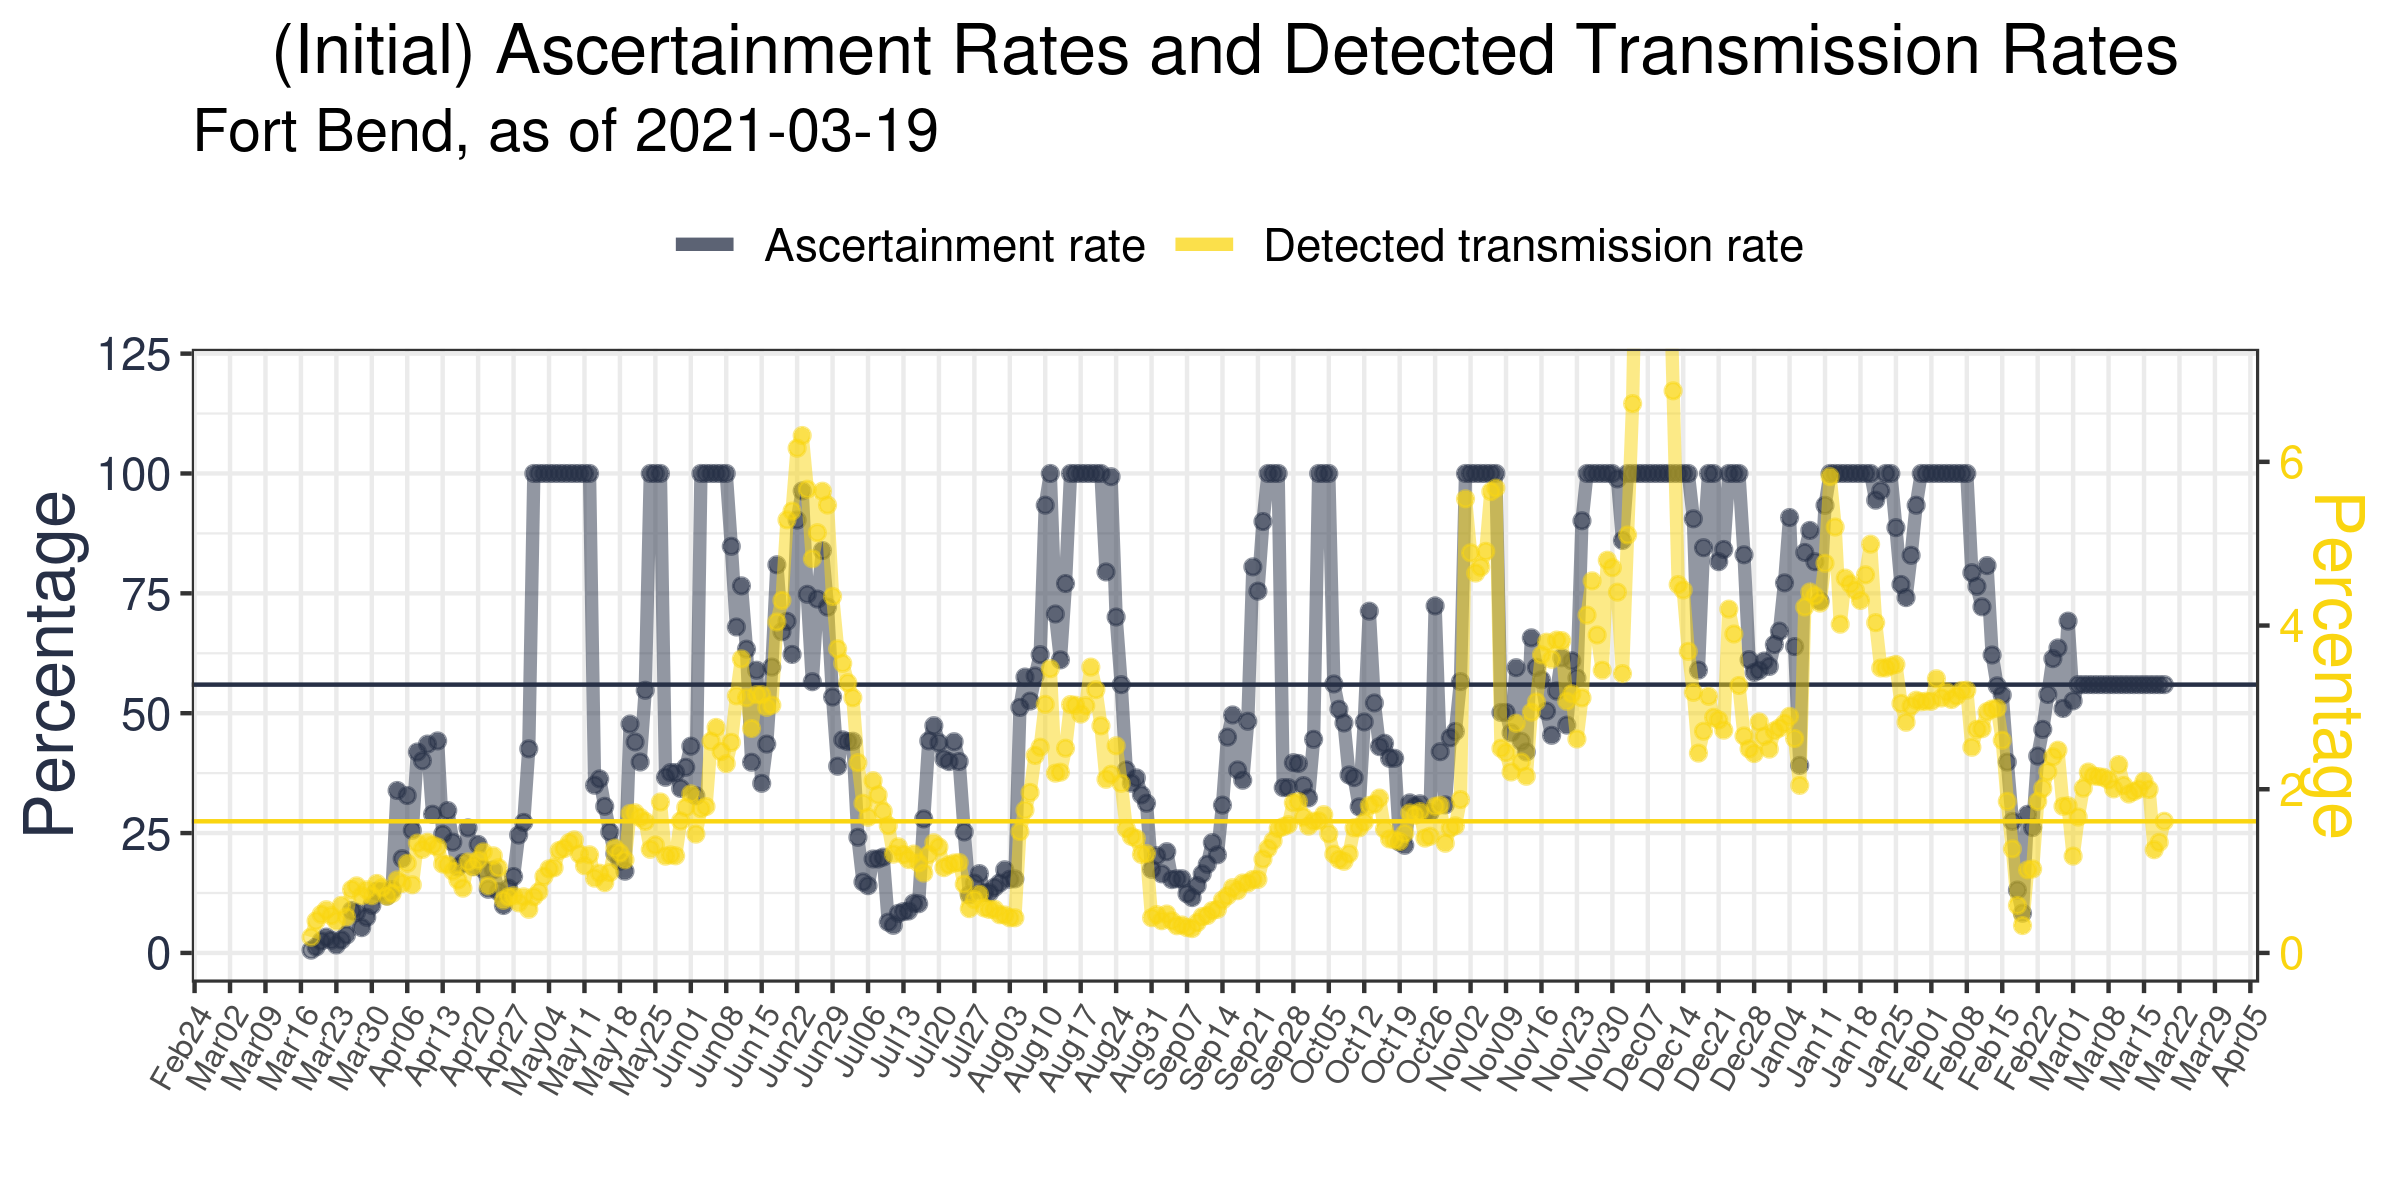 (Initial) Ascertainment Rates and Detected Transmission Rates
Fort Bend, as of 2021-03-19
Ascertainment rate Detected transmission rate
Percentage
125
100
75
50
25
0
6
4
2
0
Percentage
Feb24 Mar02 Mar09 Mar16 Mar23 Mar30 Apr06 Apr13 Apr20 Apr27 May04 May11 May18 May25 Jun01 Jun08 Jun15 Jun22 Jun29 Jul06 Jul13 Jul20 Jul27 Aug03 Aug10 Aug17 Aug24 Aug31 Sep07 Sep14 Sep21 Sep28 Oct05 Oct12 Oct19 Oct26 Nov02 Nov09 Nov16 Nov23 Nov30 Dec07 Dec14 Dec21 Dec28 Jan04 Jan11 Jan18 Jan25 Feb01 Feb08 Feb15 Feb22 Mar01 Mar08 Mar15 Mar22 Mar29 Apr05